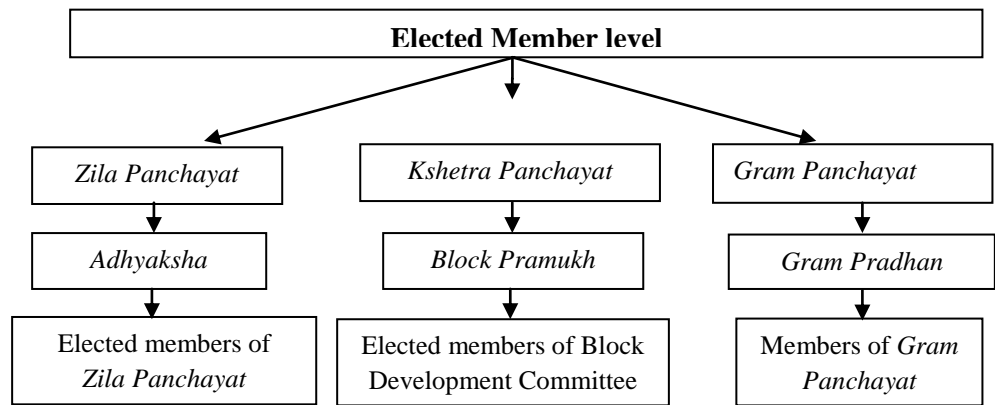 Elected Member level
Zila Panchayat
Kshetra Panchayat
Gram Panchayat
Adhyaksha
Block Pramukh
Gram Pradhan
Elected members of
Zila Panchayat
Elected members of Block
Development Committee
Members of Gram
Panchayat